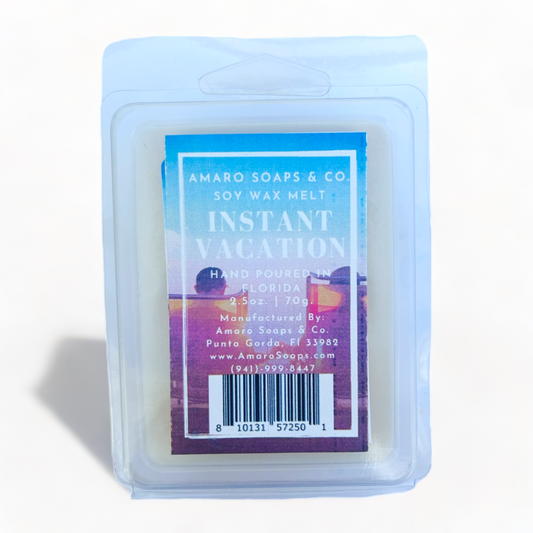 AMARO SOAPS & CO.
SOY WAX MELT
INSTANT
VACATION
HAND POURED IN
FLORIDA
2.5oz. | 70g.
Manufactured By:
Amaro Soaps & Co.
Punta Gorda, Fl 33982
www.AmaroSoaps.com
(941)-999-8447
8 10131 57250 1